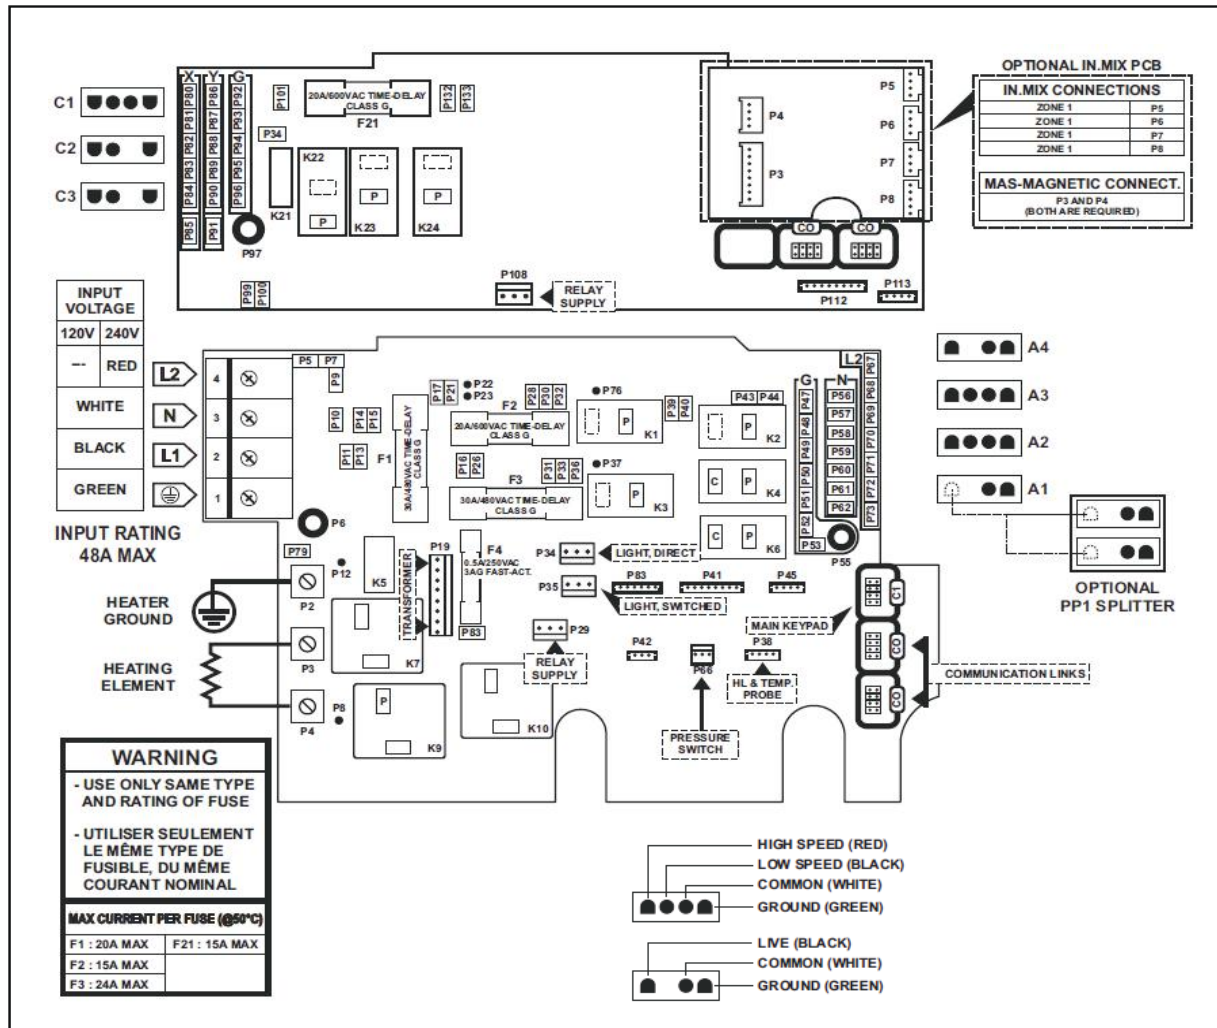 C1
C2
C3
X
Y
G
P80
P81
P82
P83
P84
P85
P86
P87
P88
P89
P90
P91
P92
P93
P94
P95
P96
P97
P101
P34
20A/600VAC TIME-DELAY
CLASS G
F21
P132
P133
K22
P
K21
P
K23
P
K24
P99
P100
P108
RELAY
SUPPLY
P4
P3
P5
P6
P7
P8
CO
CO
P112
P113
OPTIONAL IN.MIX PCB
IN.MIX CONNECTIONS
ZONE 1 P5
ZONE 1 P6
ZONE 1 P7
ZONE 1 P8
MAS-MAGNETIC CONNECT.
P3 AND P4
(BOTH ARE REQUIRED)
INPUT
VOLTAGE
120V 240V
--- RED
WHITE
BLACK
GREEN
L2
N
L1
4
3
2
1
INPUT RATING
48A MAX
P5
P7
P9
P10
P14
P15
P11
P13
F1
30A/480VAC TIME-DELAY
CLASS G
P17
P21
P22
P23
P28
P30
P32
F2
20A/600VAC TIME-DELAY
CLASS G
P16
P26
P31
P33
P36
F3
30A/480VAC TIME-DELAY
CLASS G
P76
P
K1
P39
P40
P37
P
K3
P43
P44
P
K2
C
P
K4
C
P
K6
G
N
L2
P47
P48
P49
P50
P51
P52
P53
P56
P57
P58
P59
P60
P61
P62
P67
P68
P69
P70
P71
P72
P73
P55
A4
A3
A2
A1
OPTIONAL
PP1 SPLITTER
P6
P79
P12
K5
TRANSFORMER
P19
F4
0.5A/250VAC
3AG FAST-ACT.
P83
P34
LIGHT, DIRECT
P35
LIGHT, SWITCHED
P83
P41
P45
MAIN KEYPAD
C1
CO
CO
COMMUNICATION LINKS
HEATER
GROUND
HEATING
ELEMENT
P2
P3
P4
P8
K7
P
K9
K10
P29
RELAY
SUPPLY
P42
P66
PRESSURE
SWITCH
P38
HL & TEMP.
PROBE
WARNING
- USE ONLY SAME TYPE
AND RATING OF FUSE
- UTILISER SEULEMENT
LE MÊME TYPE DE
FUSIBLE, DU MÊME
COURANT NOMINAL
MAX CURRENT PER FUSE (@50°C)
F1 : 20A MAX F21 : 15A MAX
F2 : 15A MAX
F3 : 24A MAX
HIGH SPEED (RED)
LOW SPEED (BLACK)
COMMON (WHITE)
GROUND (GREEN)
LIVE (BLACK)
COMMON (WHITE)
GROUND (GREEN)